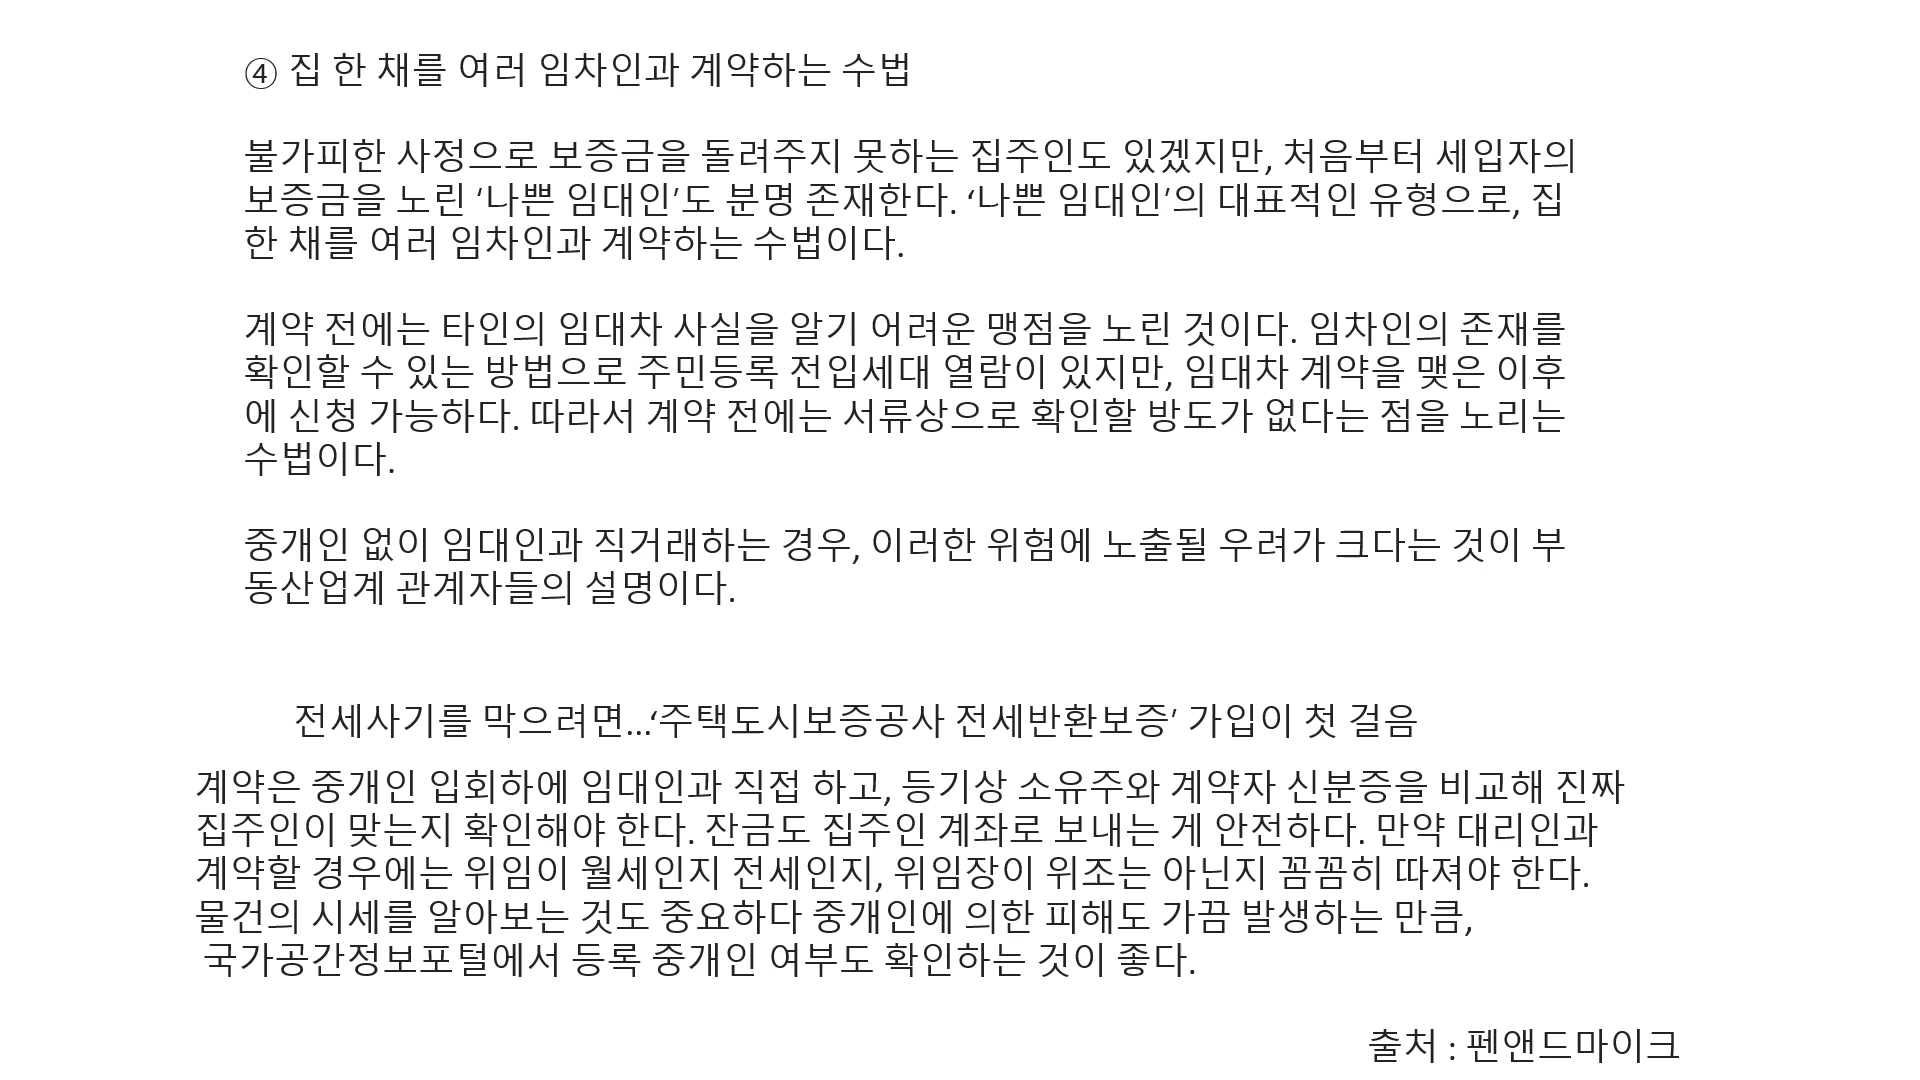 ④ 집 한 채를 여러 임차인과 계약하는 수법
불가피한 사정으로 보증금을 돌려주지 못하는 집주인도 있겠지만, 처음부터 세입자의
보증금을 노린 '나쁜 임대인'도 분명 존재한다. ‘나쁜 임대인'의 대표적인 유형으로, 집
한 채를 여러 임차인과 계약하는 수법이다.
계약 전에는 타인의 임대차 사실을 알기 어려운 맹점을 노린 것이다. 임차인의 존재를
확인할 수 있는 방법으로 주민등록 전입세대 열람이 있지만, 임대차 계약을 맺은 이후
에 신청 가능하다. 따라서 계약 전에는 서류상으로 확인할 방도가 없다는 점을 노리는
수법이다.
중개인 없이 임대인과 직거래하는 경우, 이러한 위험에 노출될 우려가 크다는 것이 부
동산업계 관계자들의 설명이다.
전세사기를 막으려면...‘주택도시보증공사 전세반환보증' 가입이 첫 걸음
계약은 중개인 입회하에 임대인과 직접 하고, 등기상 소유주와 계약자 신분증을 비교해 진짜
집주인이 맞는지 확인해야 한다. 잔금도 집주인 계좌로 보내는 게 안전하다. 만약 대리인과
계약할 경우에는 위임이 월세인지 전세인지, 위임장이 위조는 아닌지 꼼꼼히 따져야 한다.
물건의 시세를 알아보는 것도 중요하다 중개인에 의한 피해도 가끔 발생하는 만큼,
국가공간정보포털에서 등록 중개인 여부도 확인하는 것이 좋다.
출처 : 펜앤드마이크